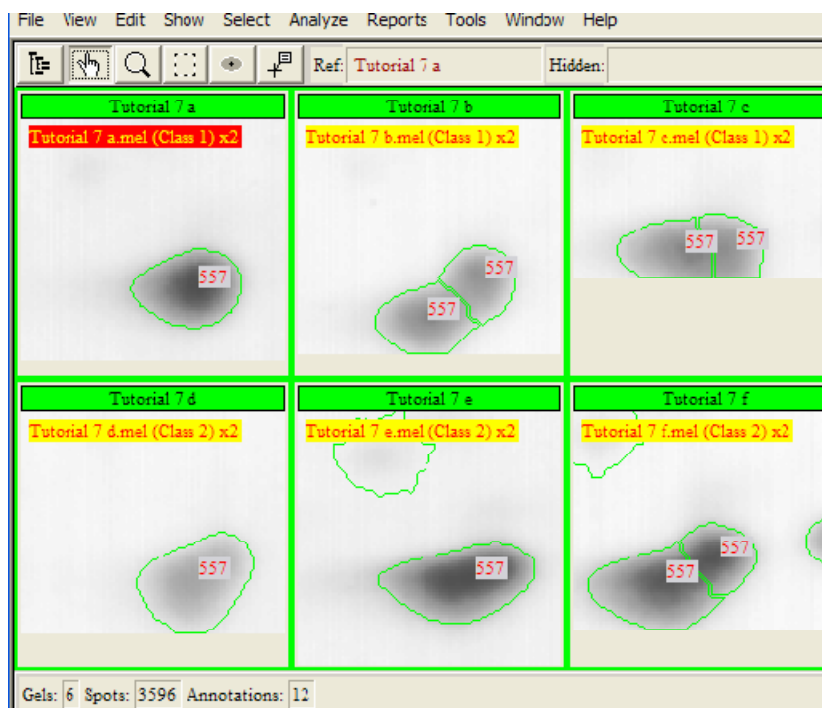 File View Edit Show Select Analyze Reports Tools Window Help
Ref: Tutorial 7 a Hidden:
Tutorial 7 a Tutorial 7 b Tutorial 7 c
Tutorial 7 a.mel (Class 1) x2 Tutorial 7 b.mel (Class 1) x2 Tutorial 7 c.mel (Class 1) x2
557 557 557
557 557 557
Tutorial 7 d Tutorial 7 e Tutorial 7 f
Tutorial 7 d.mel (Class 2) x2 Tutorial 7 e.mel (Class 2) x2 Tutorial 7 f.mel (Class 2) x2
557 557 557 557
Gels: 6 Spots: 3596 Annotations: 12